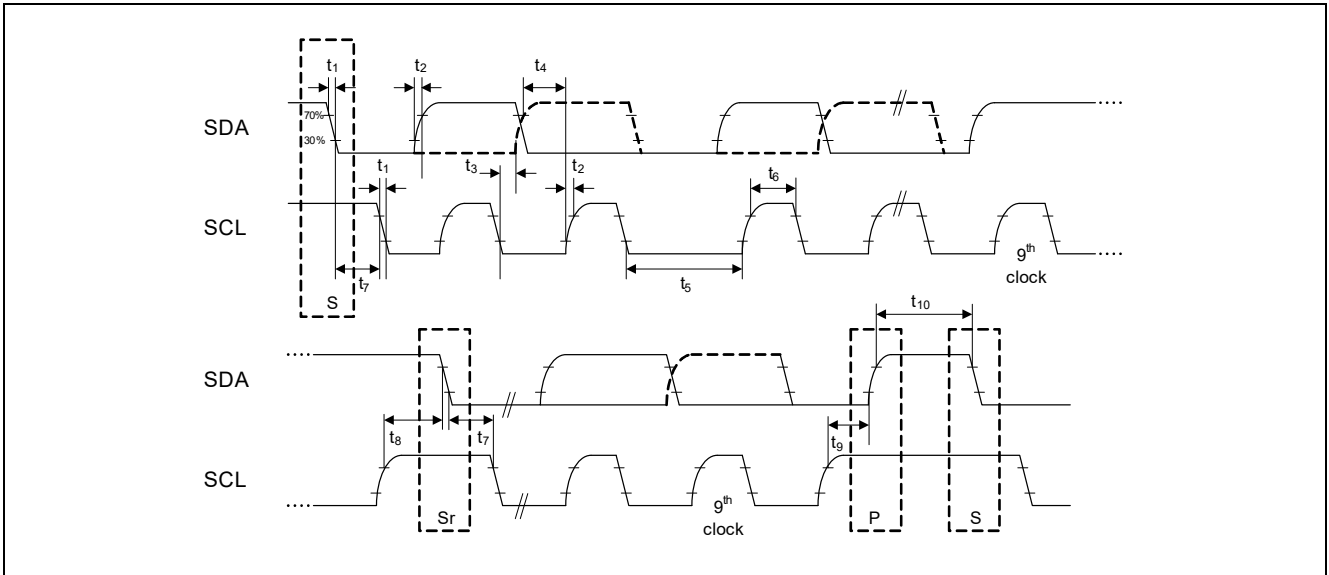 t1 t2 t4
70%
SDA
30%
t1 t3 t2 t6
SCL
9th
clock
t7 t5
S
t10
SDA
t8 t7 t9
SCL
9th
clock
Sr P S